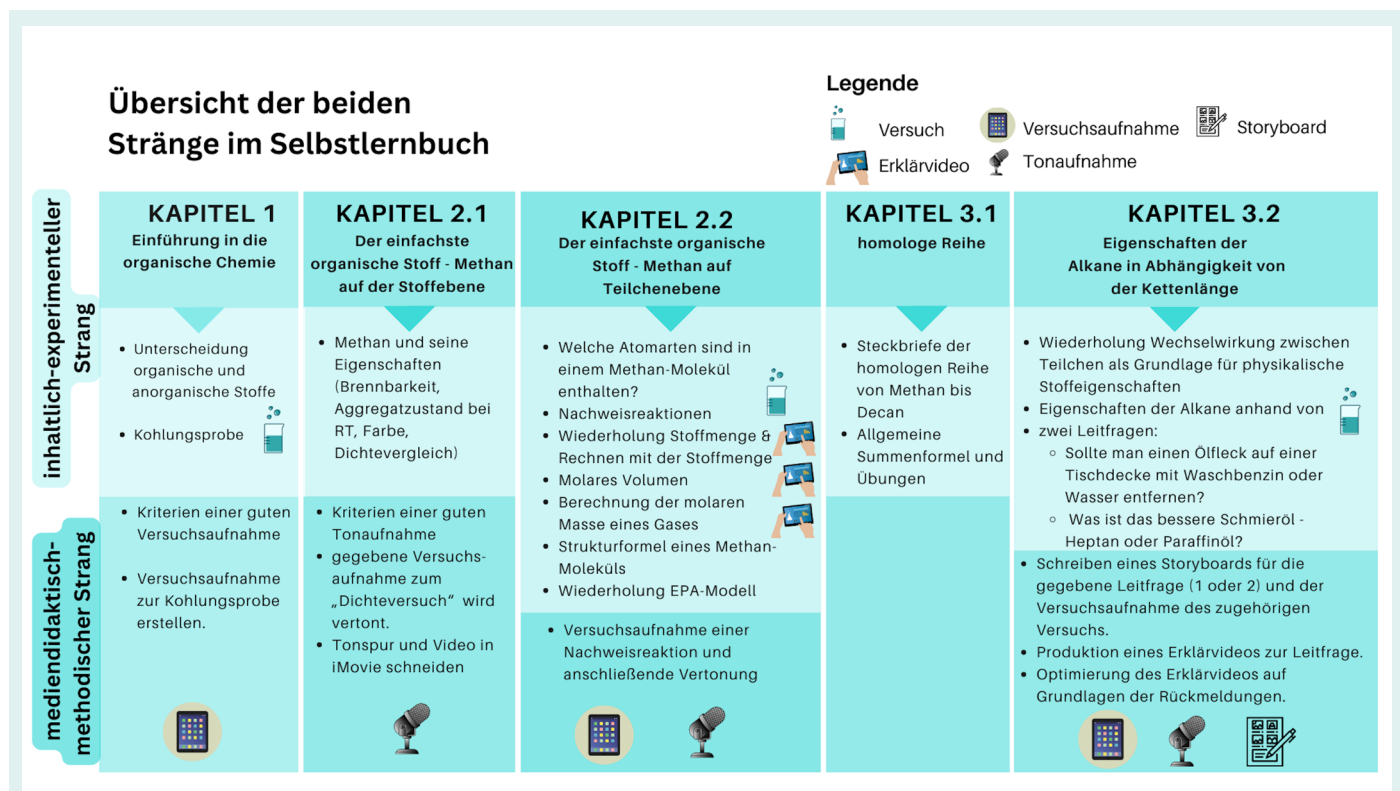 Übersicht der beiden
Stränge im Selbstlernbuch
Legende
Versuch
Versuchsaufnahme
Storyboard
Erklärvideo
Tonaufnahme
inhaltlich-experimenteller
Strang
mediendidaktisch-
methodischer Strang
KAPITEL 1
Einführung in die
organische Chemie
• Unterscheidung
organische und
anorganische Stoffe
• Kohlungsprobe
• Kriterien einer guten
Versuchsaufnahme
• Versuchsaufnahme
zur Kohlungsprobe
erstellen.
KAPITEL 2.1
Der einfachste
organische Stoff - Methan
auf der Stoffebene
• Methan und seine
Eigenschaften
(Brennbarkeit,
Aggregatzustand bei
RT, Farbe,
Dichtevergleich)
• Kriterien einer guten
Tonaufnahme
• gegebene Versuchs-
aufnahme zum
„Dichteversuch“ wird
vertont.
• Tonspur und Video in
iMovie schneiden
KAPITEL 2.2
Der einfachste organische
Stoff - Methan auf
Teilchenebene
• Welche Atomarten sind in
einem Methan-Molekül
enthalten?
• Nachweisreaktionen
• Wiederholung Stoffmenge &
Rechnen mit der Stoffmenge
• Molares Volumen
• Berechnung der molaren
Masse eines Gases
• Strukturformel eines Methan-
Moleküls
• Wiederholung EPA-Modell
• Versuchsaufnahme einer
Nachweisreaktion und
anschließende Vertonung
KAPITEL 3.1
homologe Reihe
• Steckbriefe der
homologen Reihe
von Methan bis
Decan
• Allgemeine
Summenformel und
Übungen
KAPITEL 3.2
Eigenschaften der
Alkane in Abhängigkeit von
der Kettenlänge
• Wiederholung Wechselwirkung zwischen
Teilchen als Grundlage für physikalische
Stoffeigenschaften
• Eigenschaften der Alkane anhand von
• zwei Leitfragen:
◦ Sollte man einen Ölfleck auf einer
Tischdecke mit Waschbenzin oder
Wasser entfernen?
◦ Was ist das bessere Schmieröl -
Heptan oder Paraffinöl?
• Schreiben eines Storyboards für die
gegebene Leitfrage (1 oder 2) und der
Versuchsaufnahme des zugehörigen
Versuchs.
• Produktion eines Erklärvideos zur Leitfrage.
• Optimierung des Erklärvideos auf
Grundlagen der Rückmeldungen.